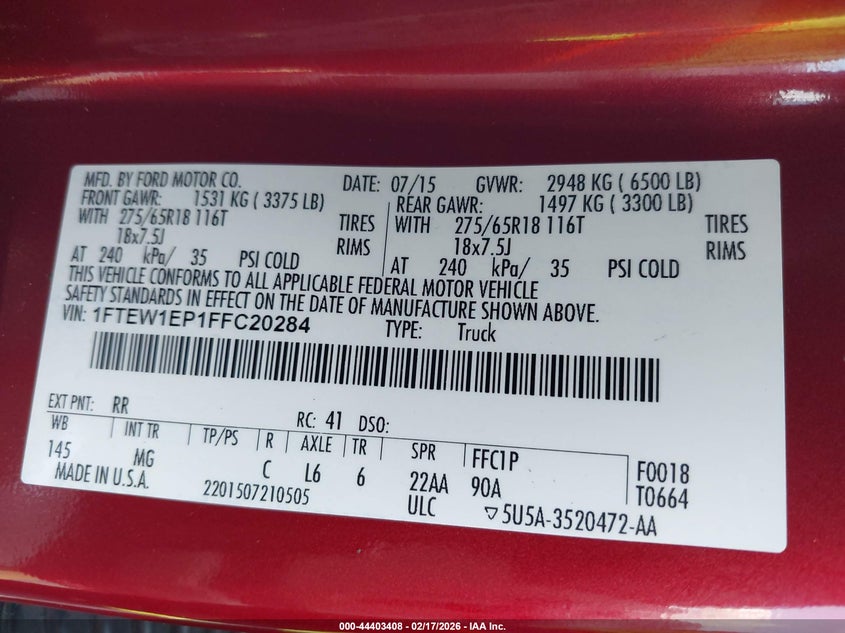 MFD. BY FORD MOTOR CO. DATE: 07/15 GVWR: 2948 KG ( 6500 LB)
FRONT GAWR: 1531 KG ( 3375 LB) REAR GAWR: 1497 KG ( 3300 LB)
WITH 275/65R18 116T TIRES WITH 275/65R18 116T TIRES
18x7.5J RIMS 18x7.5J RIMS
AT 240 kPa/ 35 PSI COLD AT 240 kPa/ 35 PSI COLD
THIS VEHICLE CONFORMS TO ALL APPLICABLE FEDERAL MOTOR VEHICLE
SAFETY STANDARDS IN EFFECT ON THE DATE OF MANUFACTURE SHOWN ABOVE.
VIN: 1FTEW1EP1FFC20284 TYPE: Truck
EXT PNT: RR RC: 41 DSO:
WB INT TR TP/PS R AXLE TR SPR FFC1P F0018
145 MG C L6 6 22AA 90A T0664
MADE IN U.S.A. 2201507210505 ULC ▽5U5A-3520472-AA
000-44403408 - 02/17/2026 - IAA Inc.